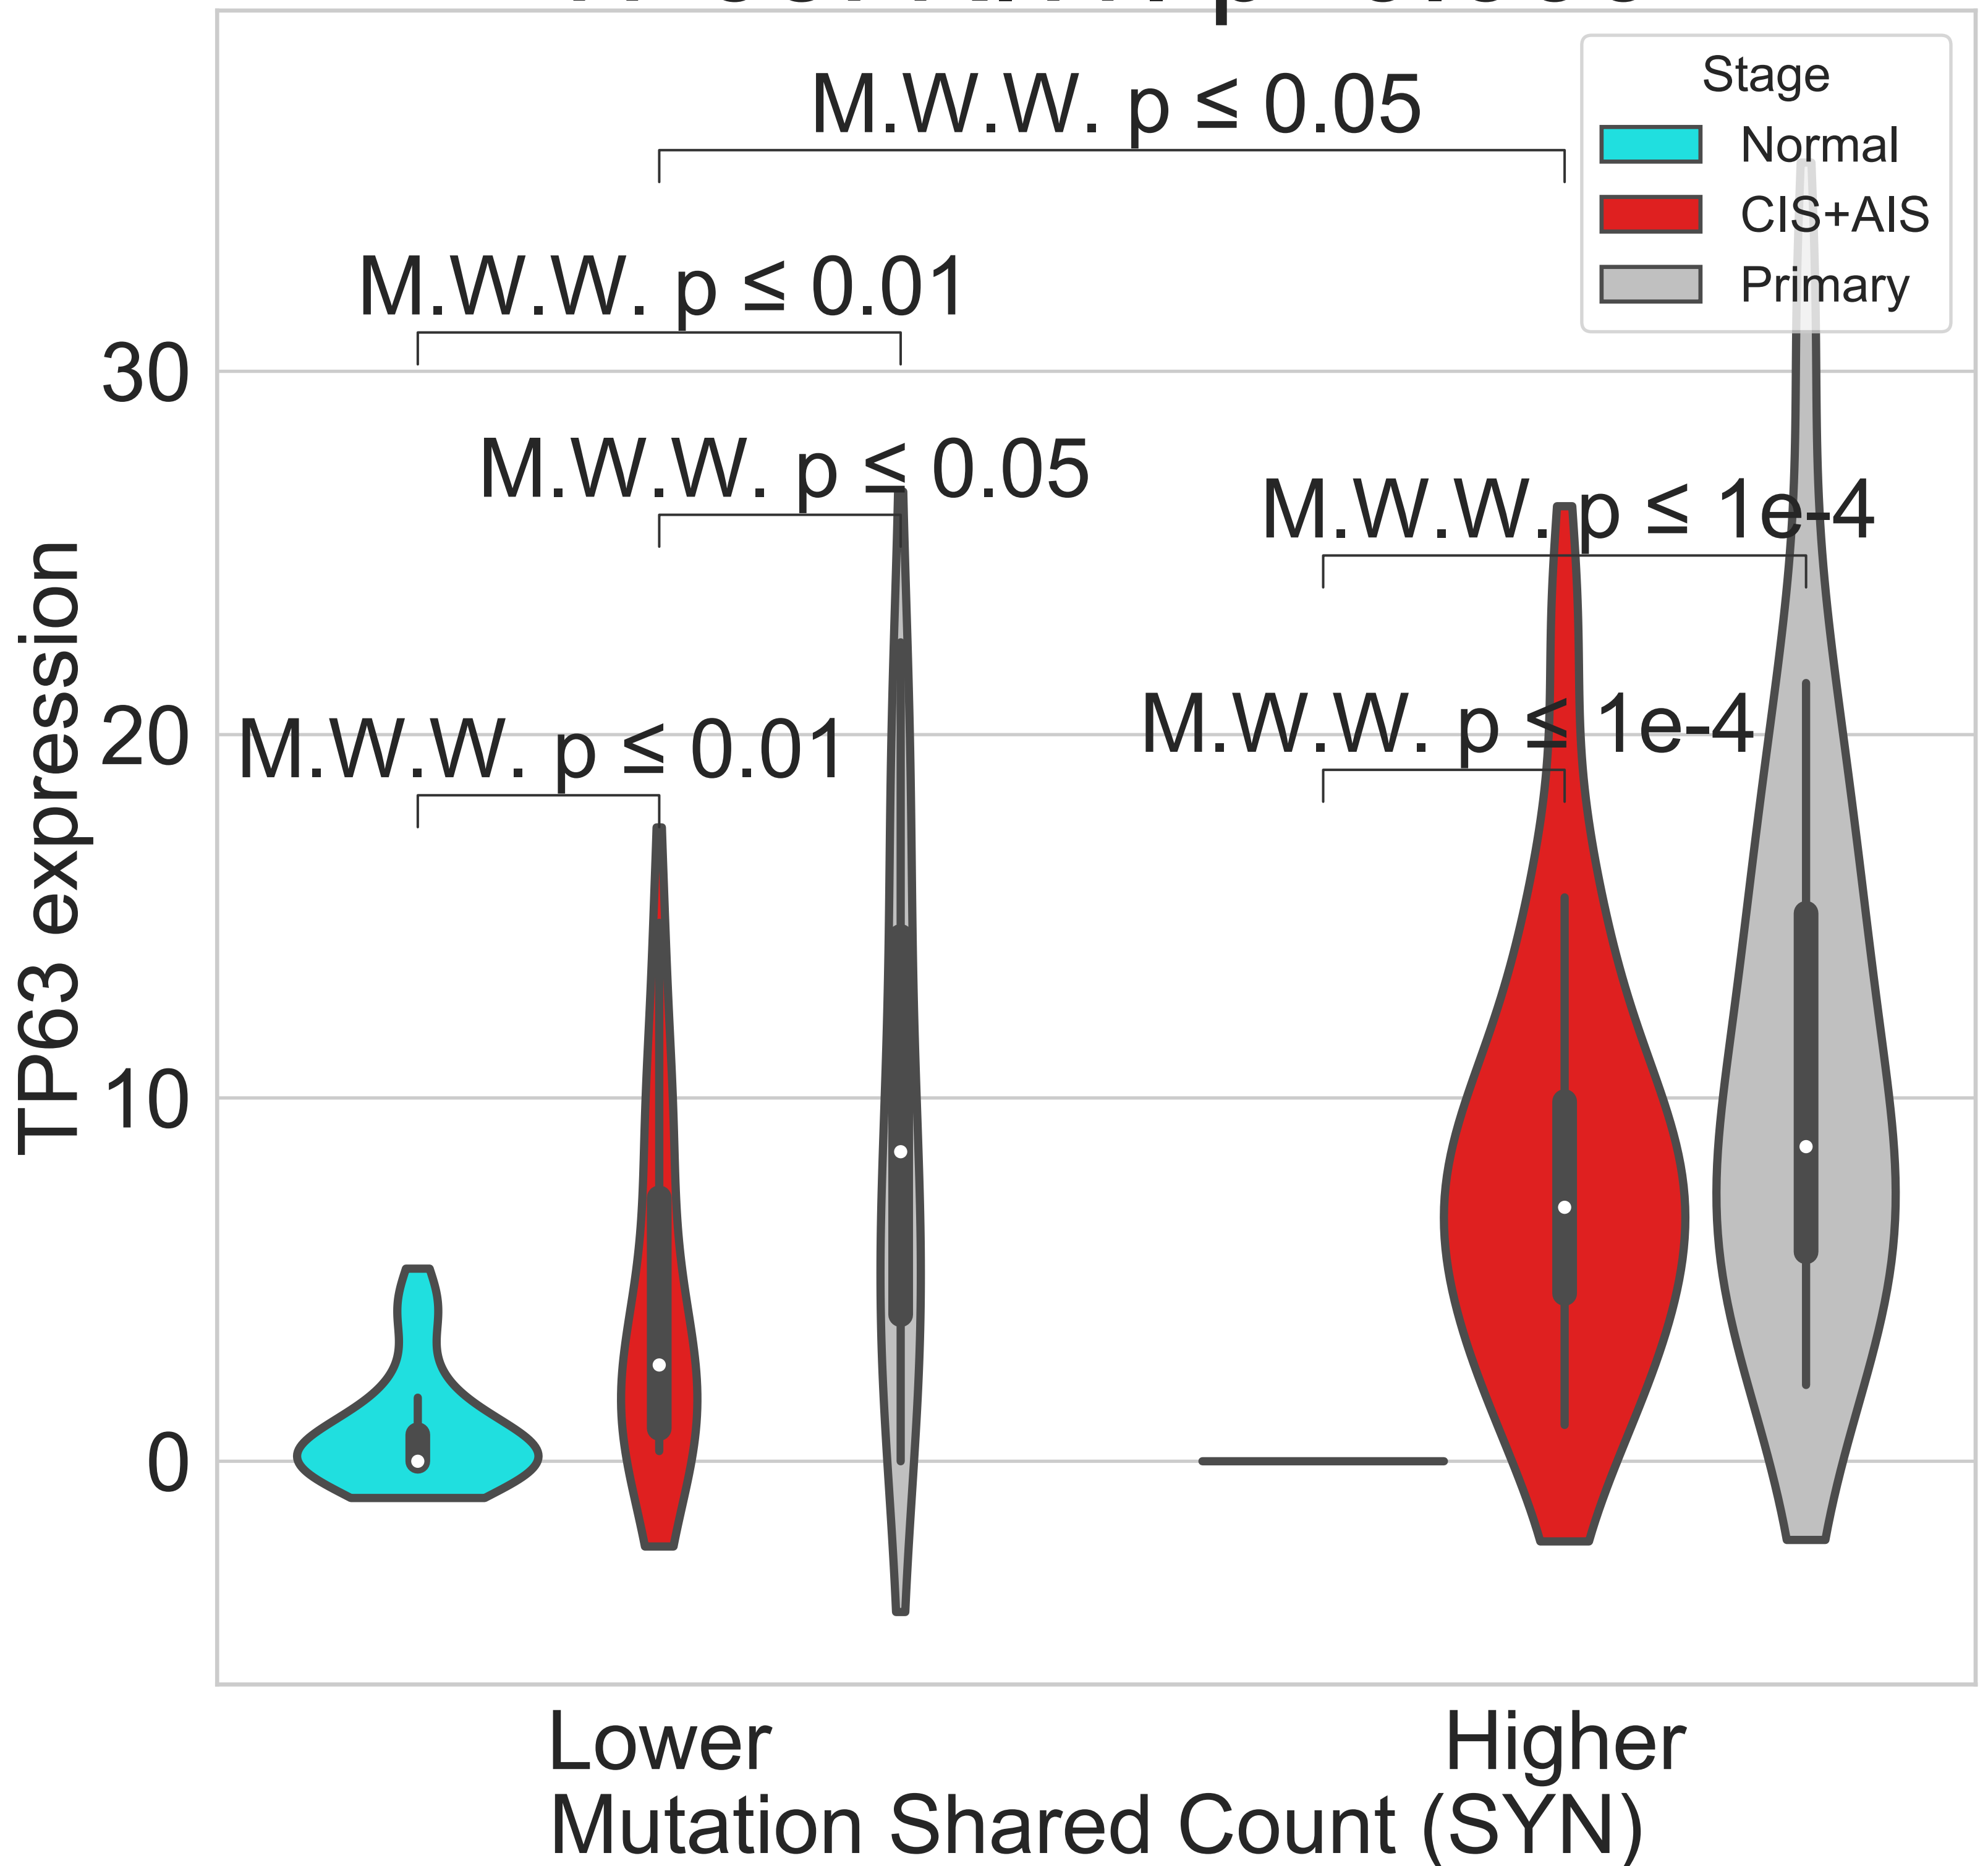 M.W.W. p ≤ 0.05
Stage
Normal
CIS+AIS
Primary
M.W.W. p ≤ 0.01
30
M.W.W. p ≤ 0.05
M.W.W. p ≤ 1e-4
20
M.W.W. p ≤ 0.01
M.W.W. p ≤ 1e-4
TP63 expression
10
0
Lower
Higher
Mutation Shared Count (SYN)